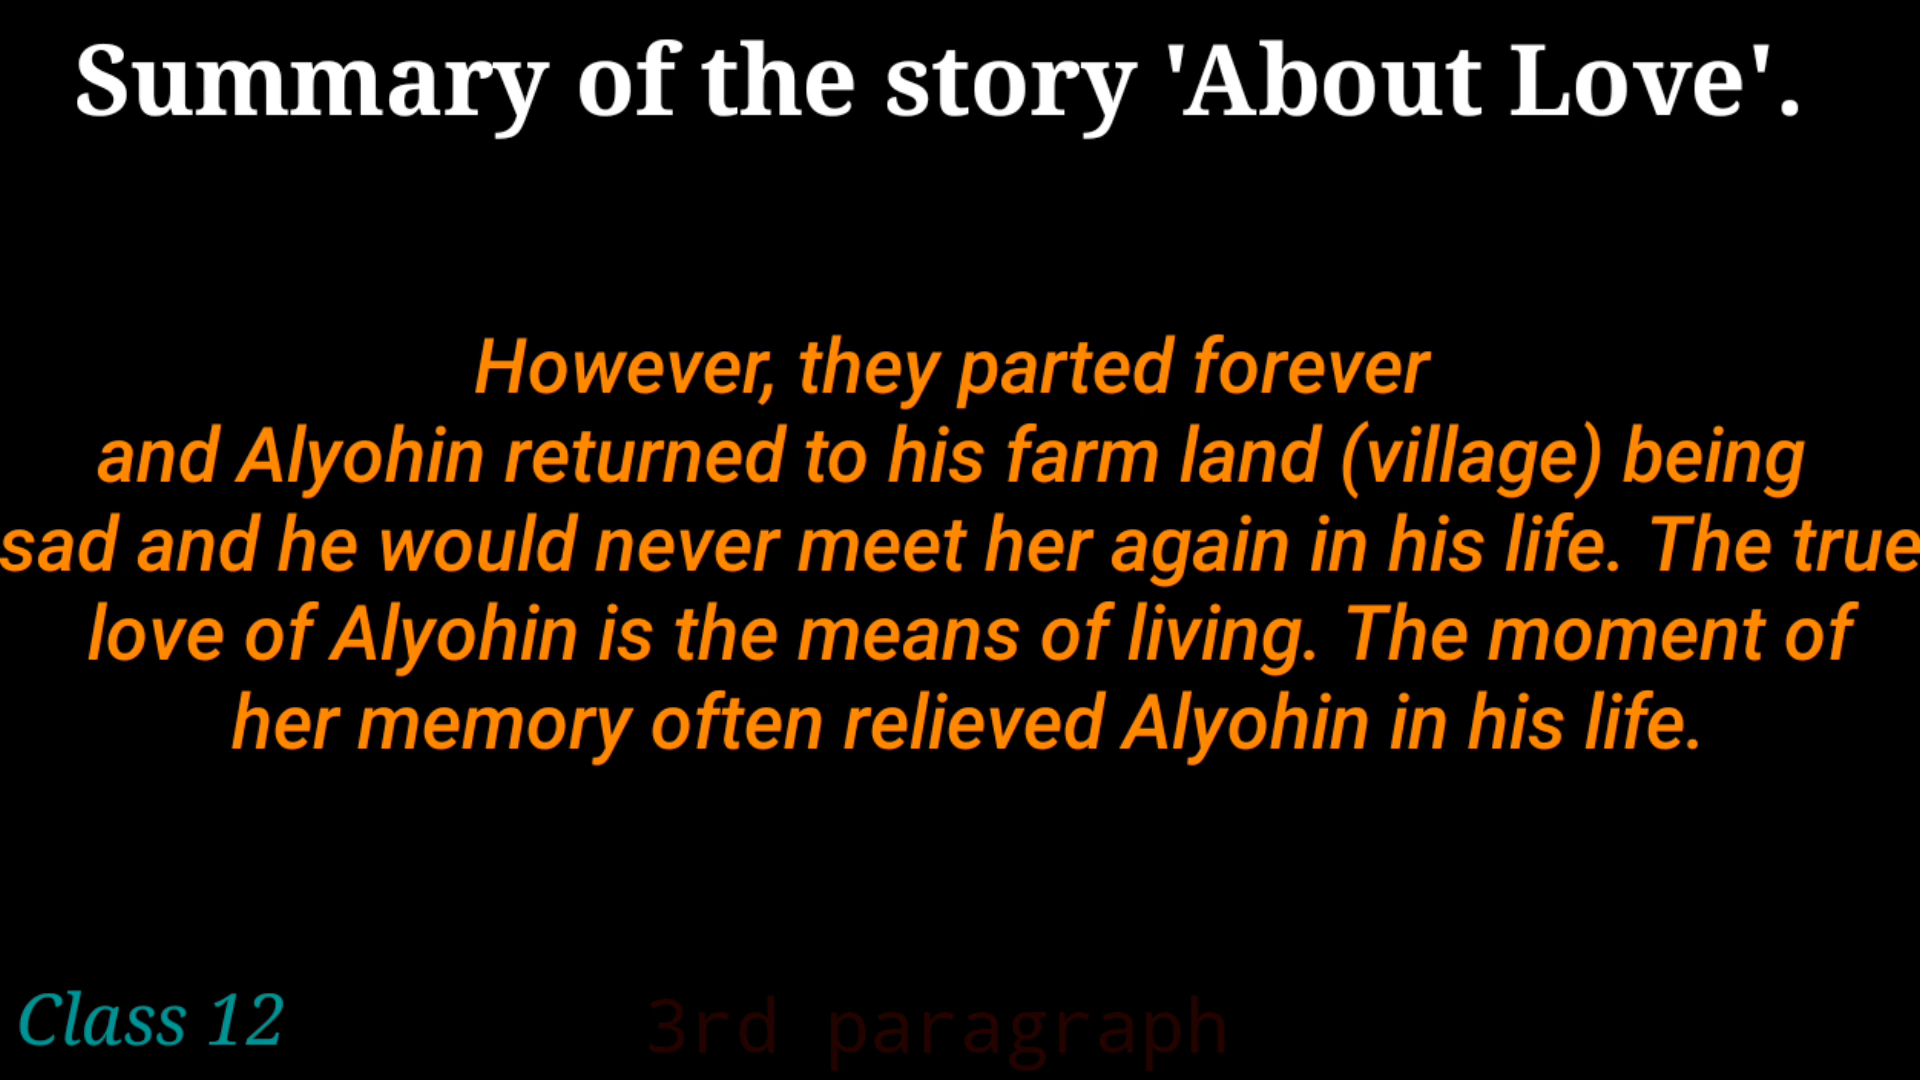 Summary of the story 'About Love'.
However, they parted forever
and Alyohin returned to his farm land (village) being
sad and he would never meet her again in his life. The true
love of Alyohin is the means of living. The moment of
her memory often relieved Alyohin in his life.
Class 12
3rd paragraph